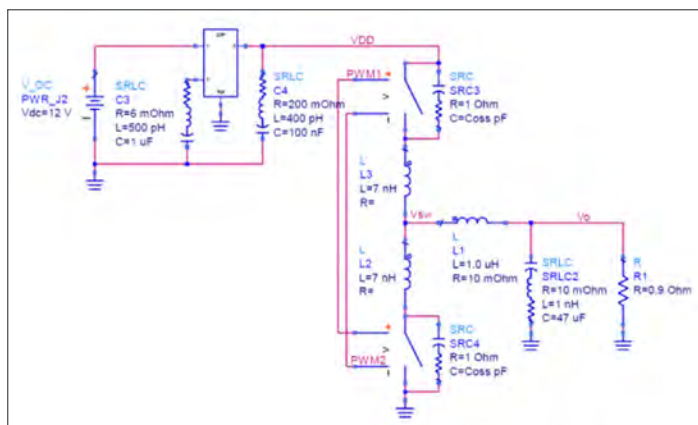 V_DC
PWR_J2
Vdc=12 V
SRLC
C3
R=6 mOhm
L=500 pH
C=1 uF
SRLC
C4
R=200 mOhm
L=400 pH
C=100 nF
VDD
PWM1
V
SRC
SRC3
R=1 Ohm
C=Coss pF
L
L3
L=7 nH
R=
Vsw
L
L1
L=1.0 uH
R=10 mOhm
Vo
L
L2
L=7 nH
R=
SRLC
SRLC2
R=10 mOhm
L=1 nH
C=47 uF
R
R1
R=0.9 Ohm
PWM2
V
SRC
SRC4
R=1 Ohm
C=Coss pF